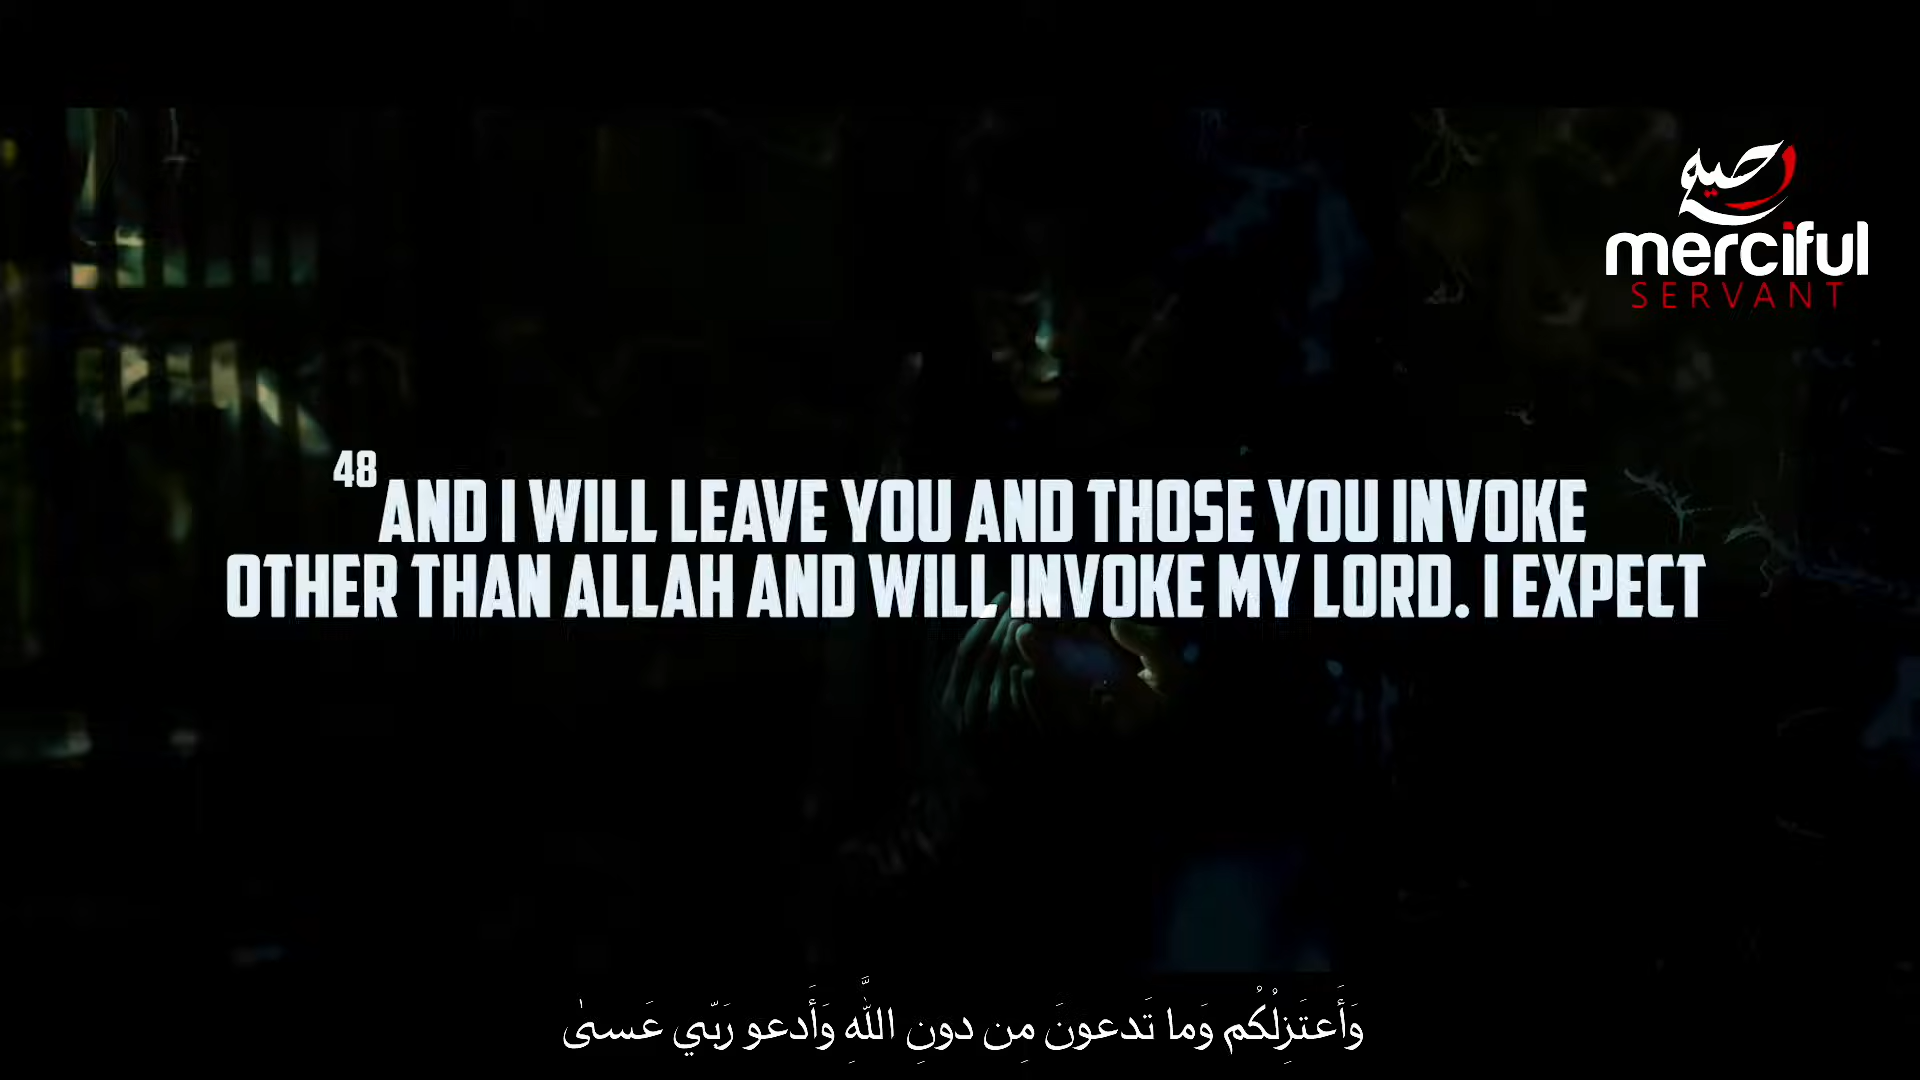 رحيم
merciful
SERVANT
48 AND I WILL LEAVE YOU AND THOSE YOU INVOKE
OTHER THAN ALLAH AND WILL INVOKE MY LORD. I EXPECT
وَأَعتَزِلُكُم وَما تَدعونَ مِن دونِ اللَّهِ وَأَدعو رَبّي عَسىٰ